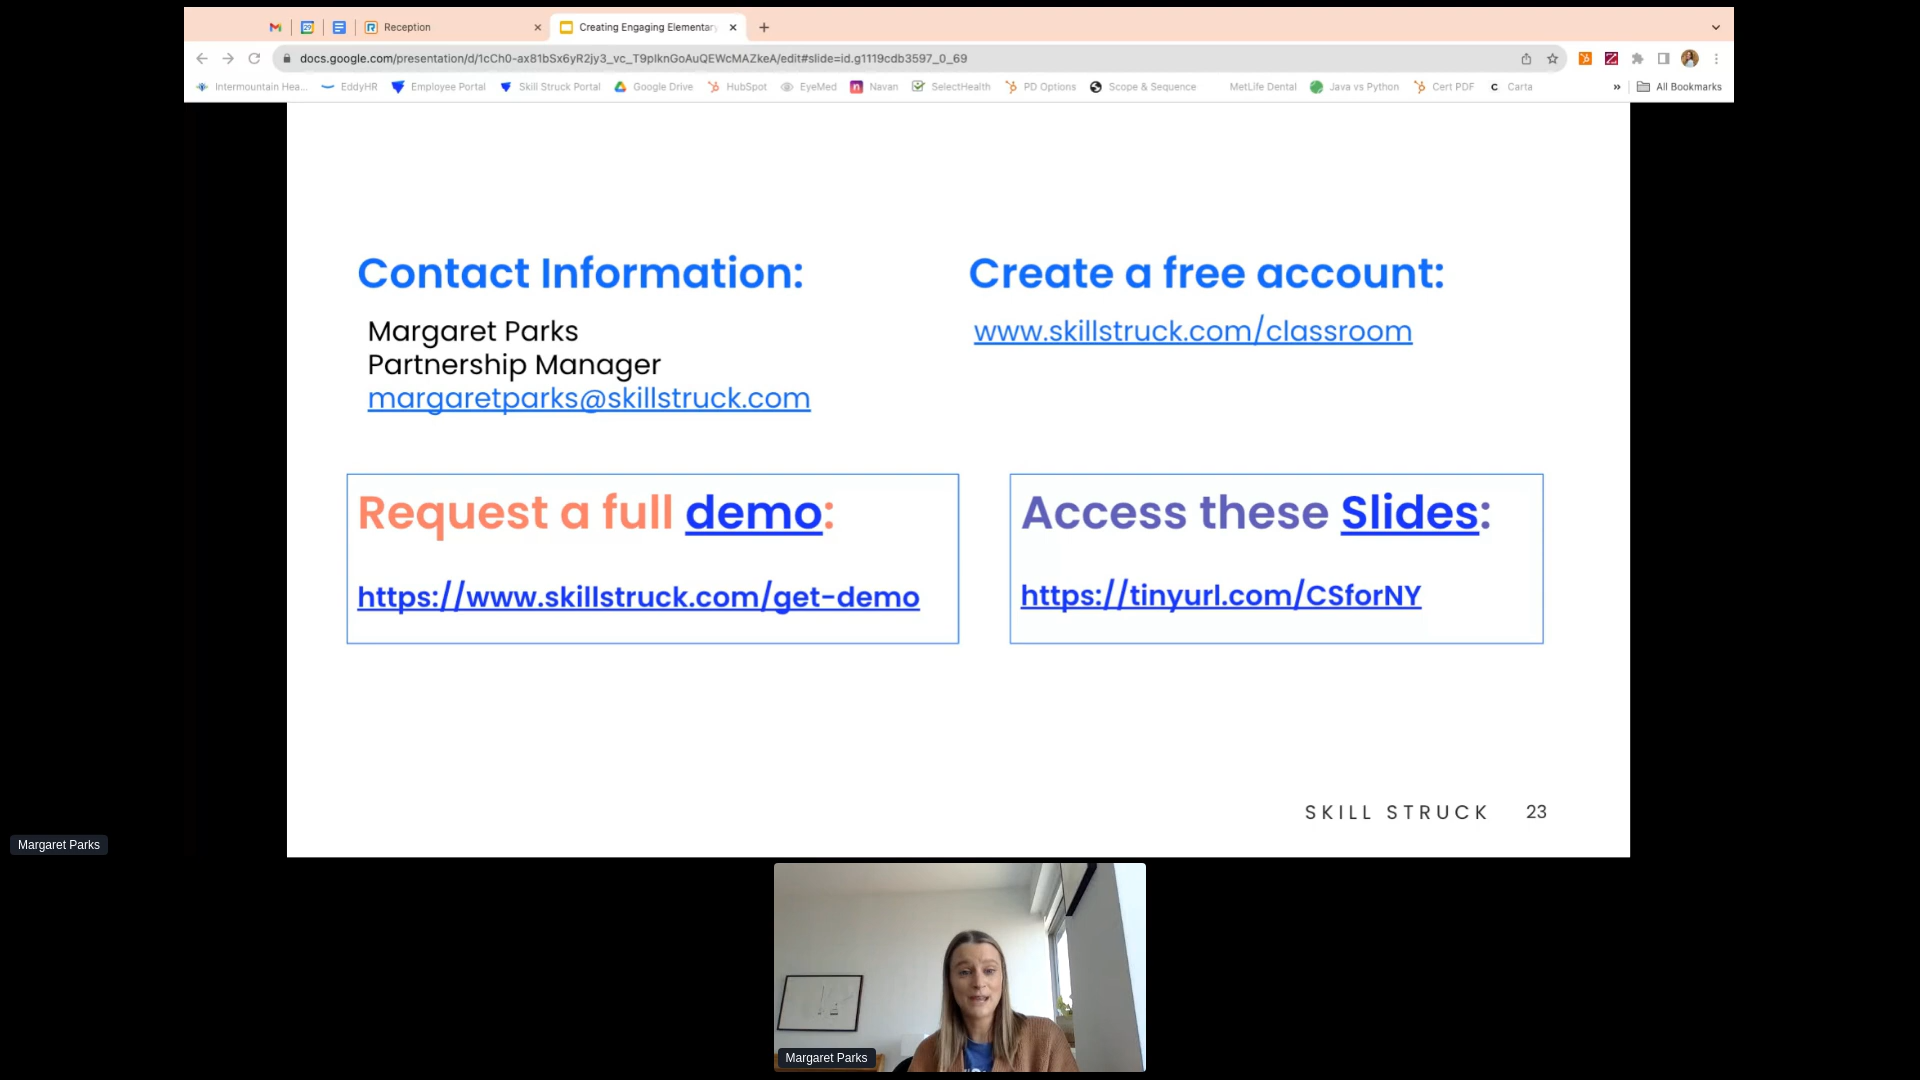 Reception
Creating Engaging Elementary
docs.google.com/presentation/d/1cCh0-ax81bSx6yR2jy3_vc_T9plknGoAuQEWcMAZkeA/edit#slide=id.g1119cdb3597_0_69
Intermountain Hea... EddyHR Employee Portal Skill Struck Portal Google Drive HubSpot EyeMed Navan SelectHealth PD Options Scope & Sequence MetLife Dental Java vs Python Cert PDF Carta » All Bookmarks
Contact Information:
Margaret Parks
Partnership Manager
margaretparks@skillstruck.com
Create a free account:
www.skillstruck.com/classroom
Request a full demo:
https://www.skillstruck.com/get-demo
Access these Slides:
https://tinyurl.com/CSforNY
SKILL STRUCK 23
Margaret Parks
Margaret Parks